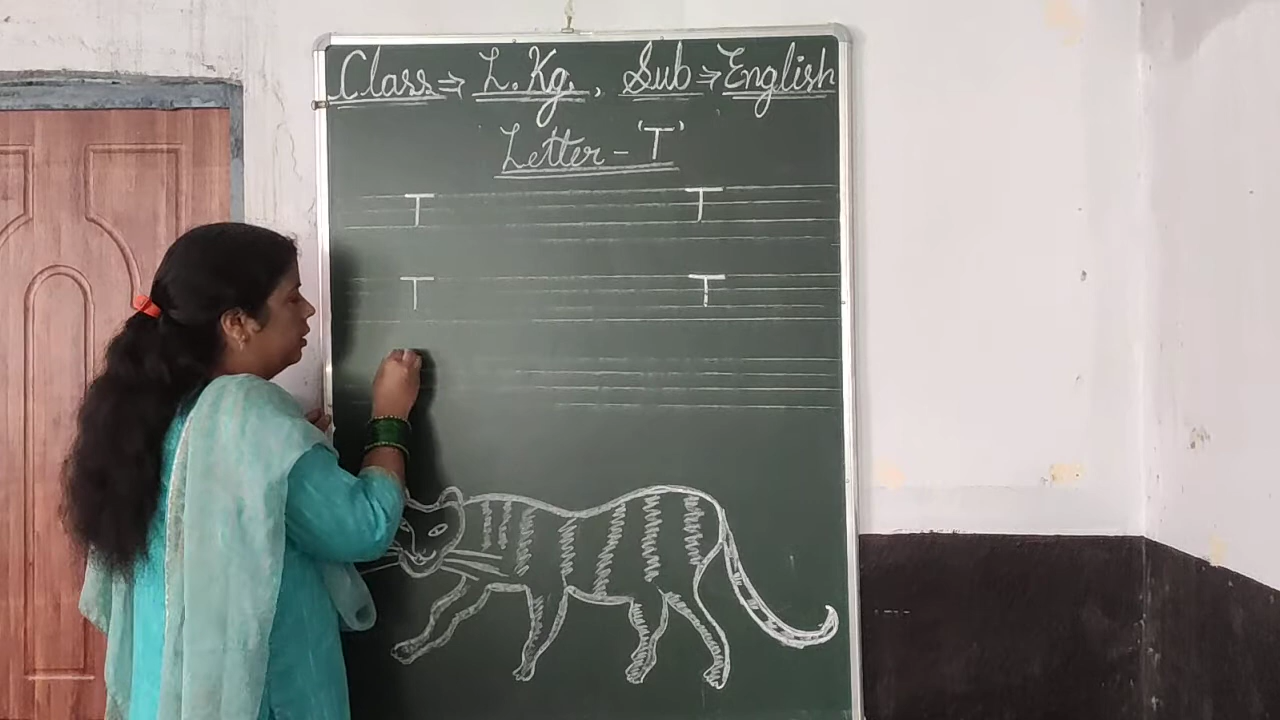 Class ⇒ L.Kg., Sub ⇒ English
Letter - 'T'
T T
T T